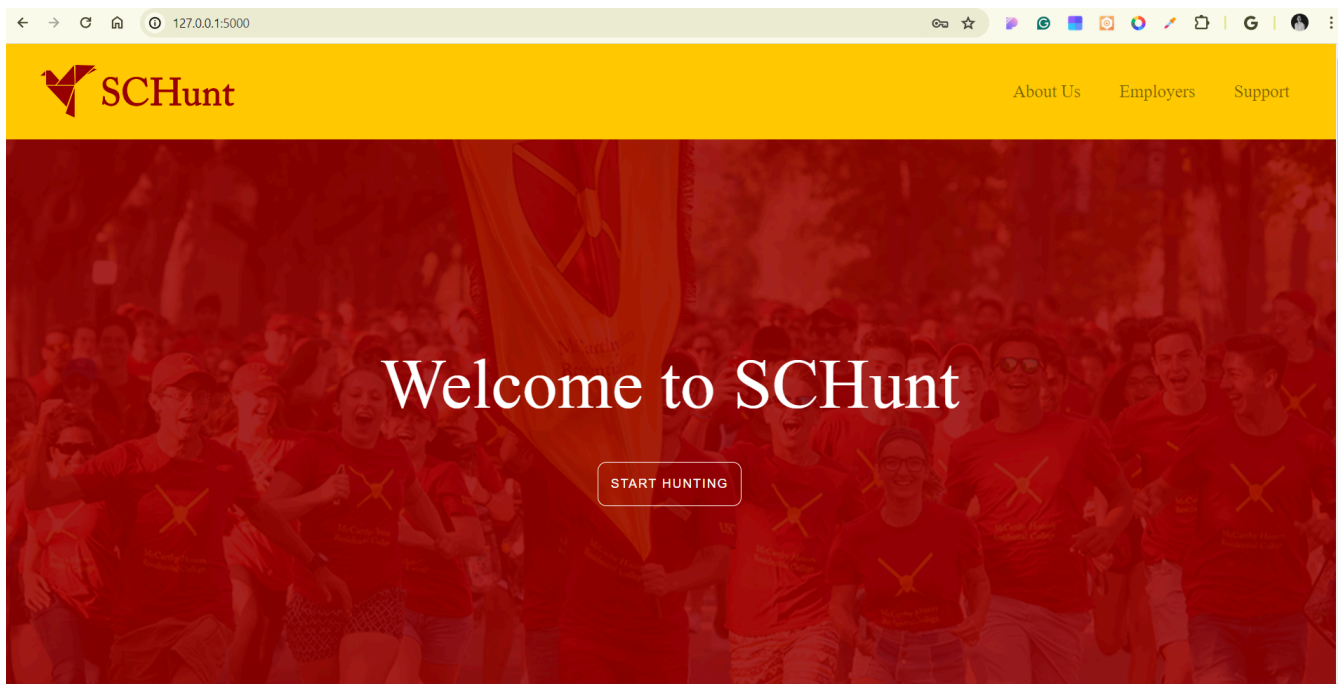 127.0.0.1:5000
SCHunt
About Us Employers Support
Welcome to SCHunt
START HUNTING